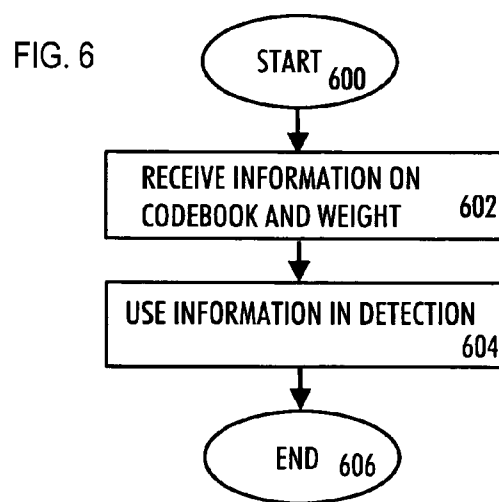 FIG. 6
START 600
RECEIVE INFORMATION ON
CODEBOOK AND WEIGHT 602
USE INFORMATION IN DETECTION
604
END 606